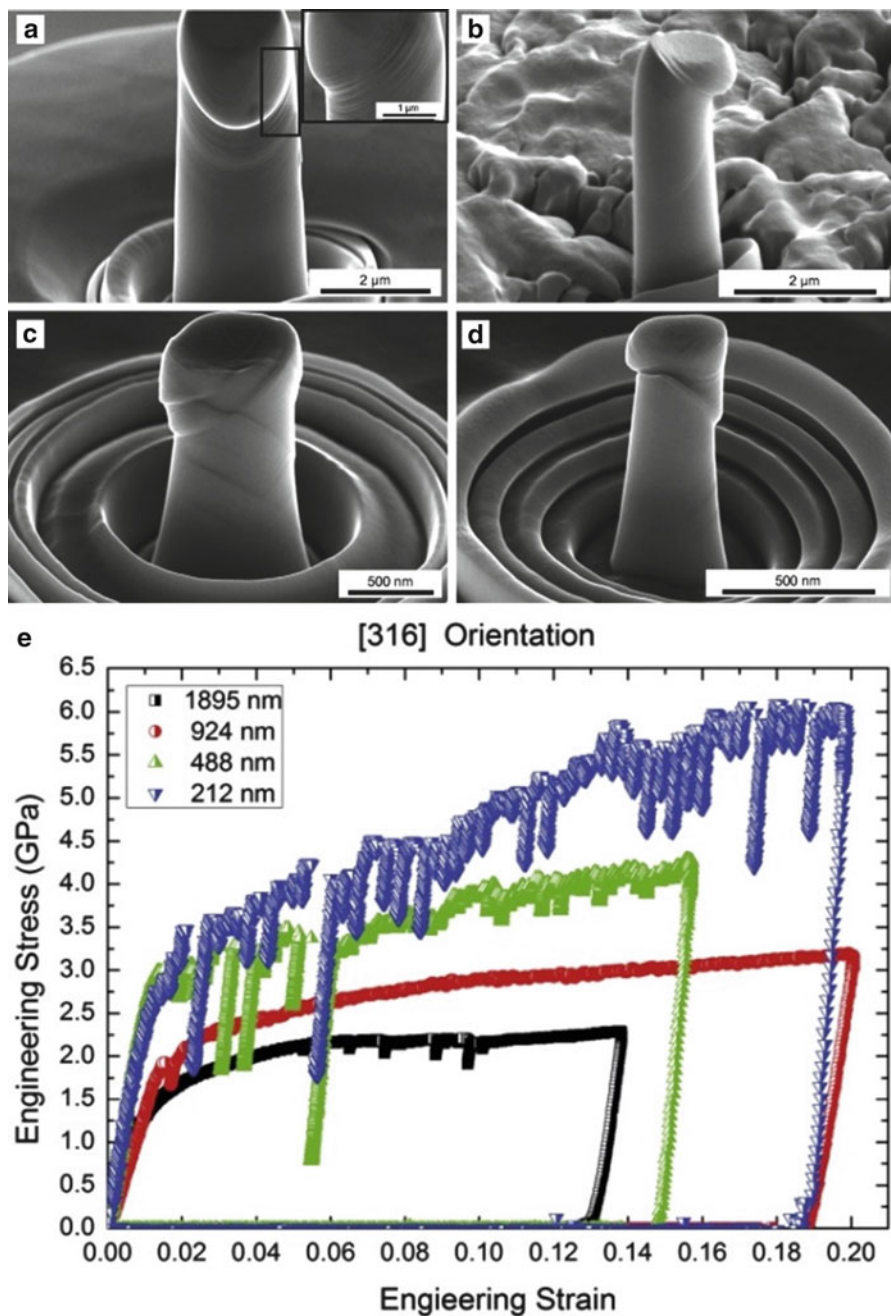 a
1 μm
2 μm
b
2 μm
c
500 nm
d
500 nm
e
[316] Orientation
Engineering Stress (GPa)
6.5
6.0
5.5
5.0
4.5
4.0
3.5
3.0
2.5
2.0
1.5
1.0
0.5
0.0
1895 nm
924 nm
488 nm
212 nm
0.00 0.02 0.04 0.06 0.08 0.10 0.12 0.14 0.16 0.18 0.20
Engieering Strain